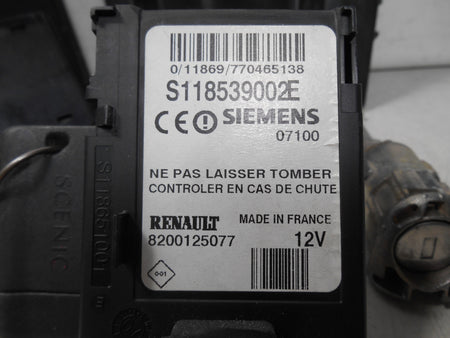 0/11869/770465138
S118539002E
CE SIEMENS
07100
NE PAS LAISSER TOMBER
CONTROLER EN CAS DE CHUTE
RENAULT MADE IN FRANCE
8200125077 12V
001
SCENIC